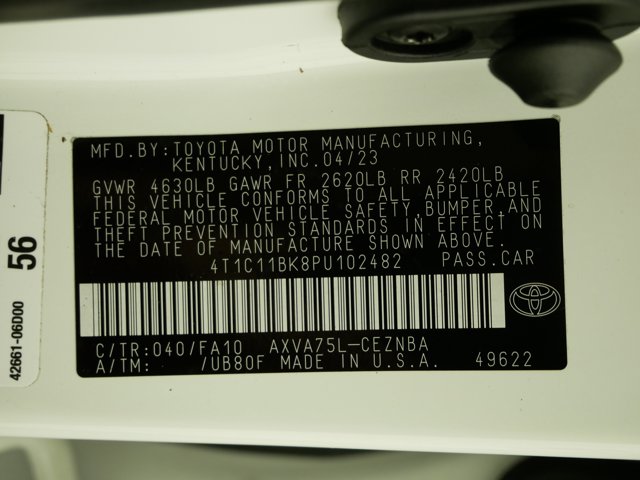 MFD.BY:TOYOTA MOTOR MANUFACTURING,
KENTUCKY,INC.04/23
GVWR 4630LB GAWR FR 2620LB RR 2420LB
THIS VEHICLE CONFORMS TO ALL APPLICABLE
FEDERAL MOTOR VEHICLE SAFETY,BUMPER,AND
THEFT PREVENTION STANDARDS IN EFFECT ON
THE DATE OF MANUFACTURE SHOWN ABOVE.
4T1C11BK8PU102482 PASS.CAR
C/TR:040/FA10 AXVA75L-CEZNBA
A/TM: /UB80F MADE IN U.S.A. 49622
56
42661-06D00